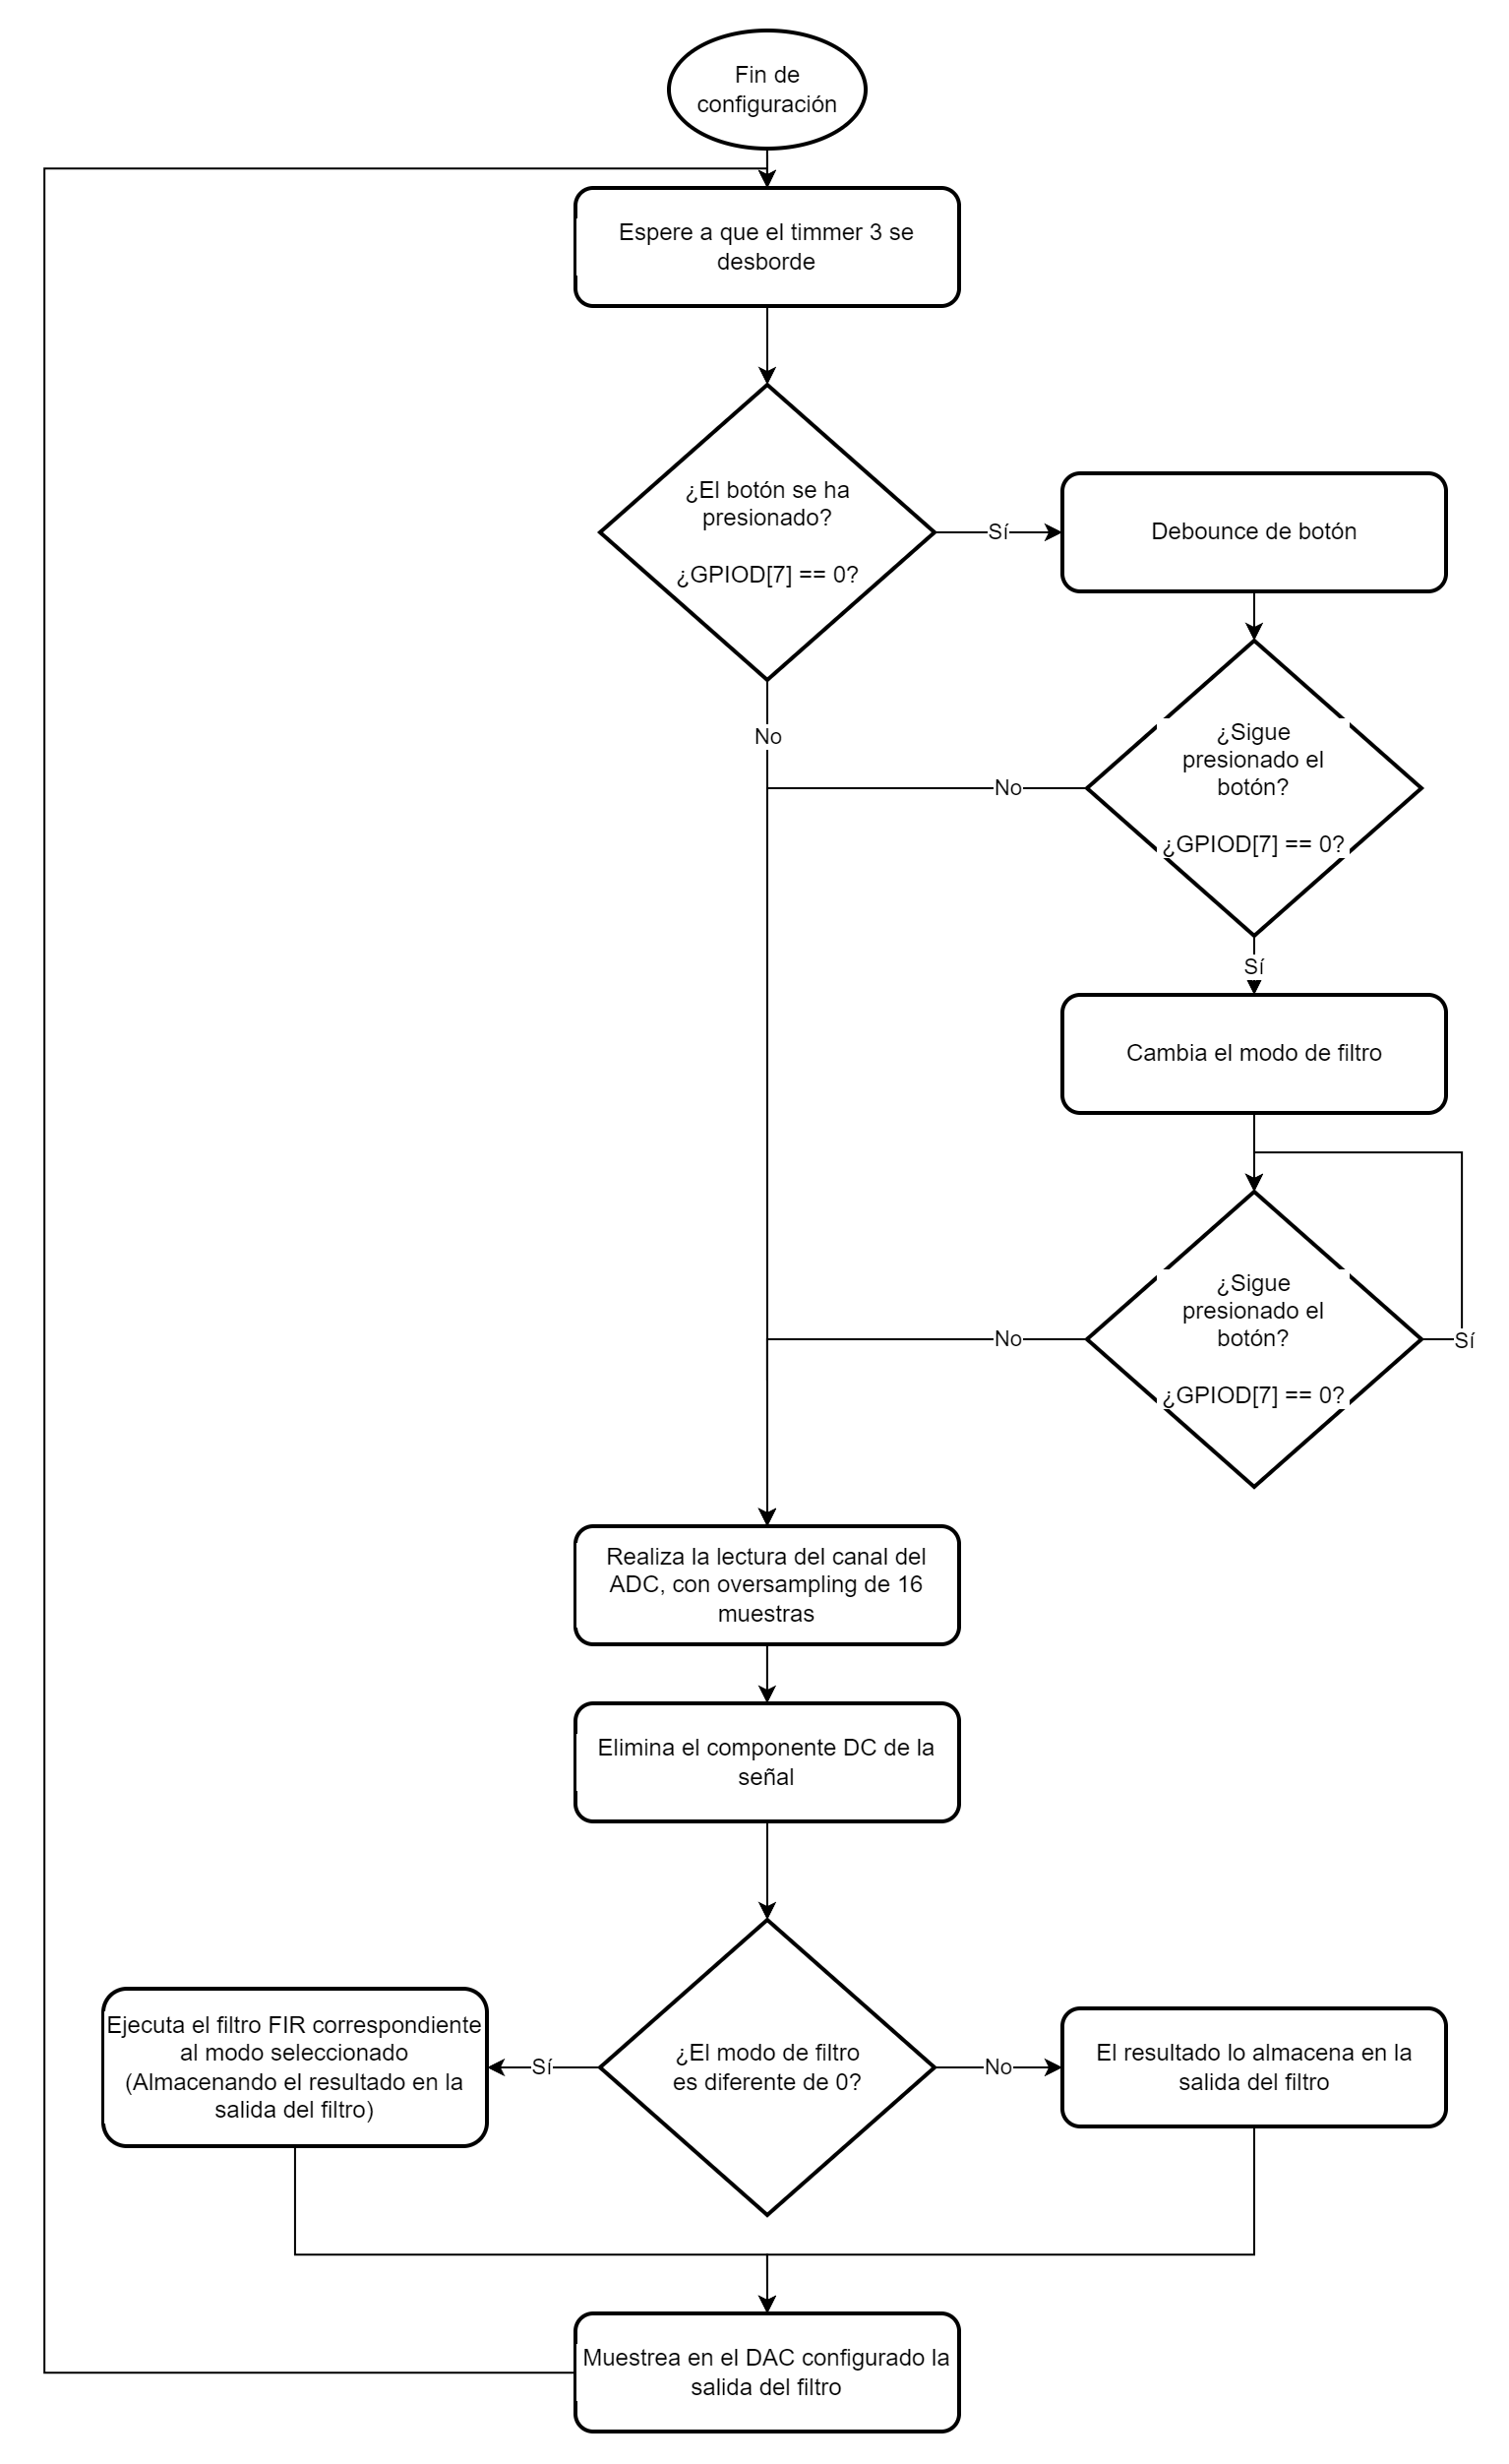 Fin de
configuración
Espere a que el timmer 3 se
desborde
¿El botón se ha
presionado?
¿GPIOD[7] == 0?
Sí
Debounce de botón
No
¿Sigue
presionado el
botón?
¿GPIOD[7] == 0?
No
Sí
Cambia el modo de filtro
¿Sigue
presionado el
botón?
¿GPIOD[7] == 0?
No
Sí
Realiza la lectura del canal del
ADC, con oversampling de 16
muestras
Elimina el componente DC de la
señal
¿El modo de filtro
es diferente de 0?
Sí
Ejecuta el filtro FIR correspondiente
al modo seleccionado
(Almacenando el resultado en la
salida del filtro)
No
El resultado lo almacena en la
salida del filtro
Muestrea en el DAC configurado la
salida del filtro